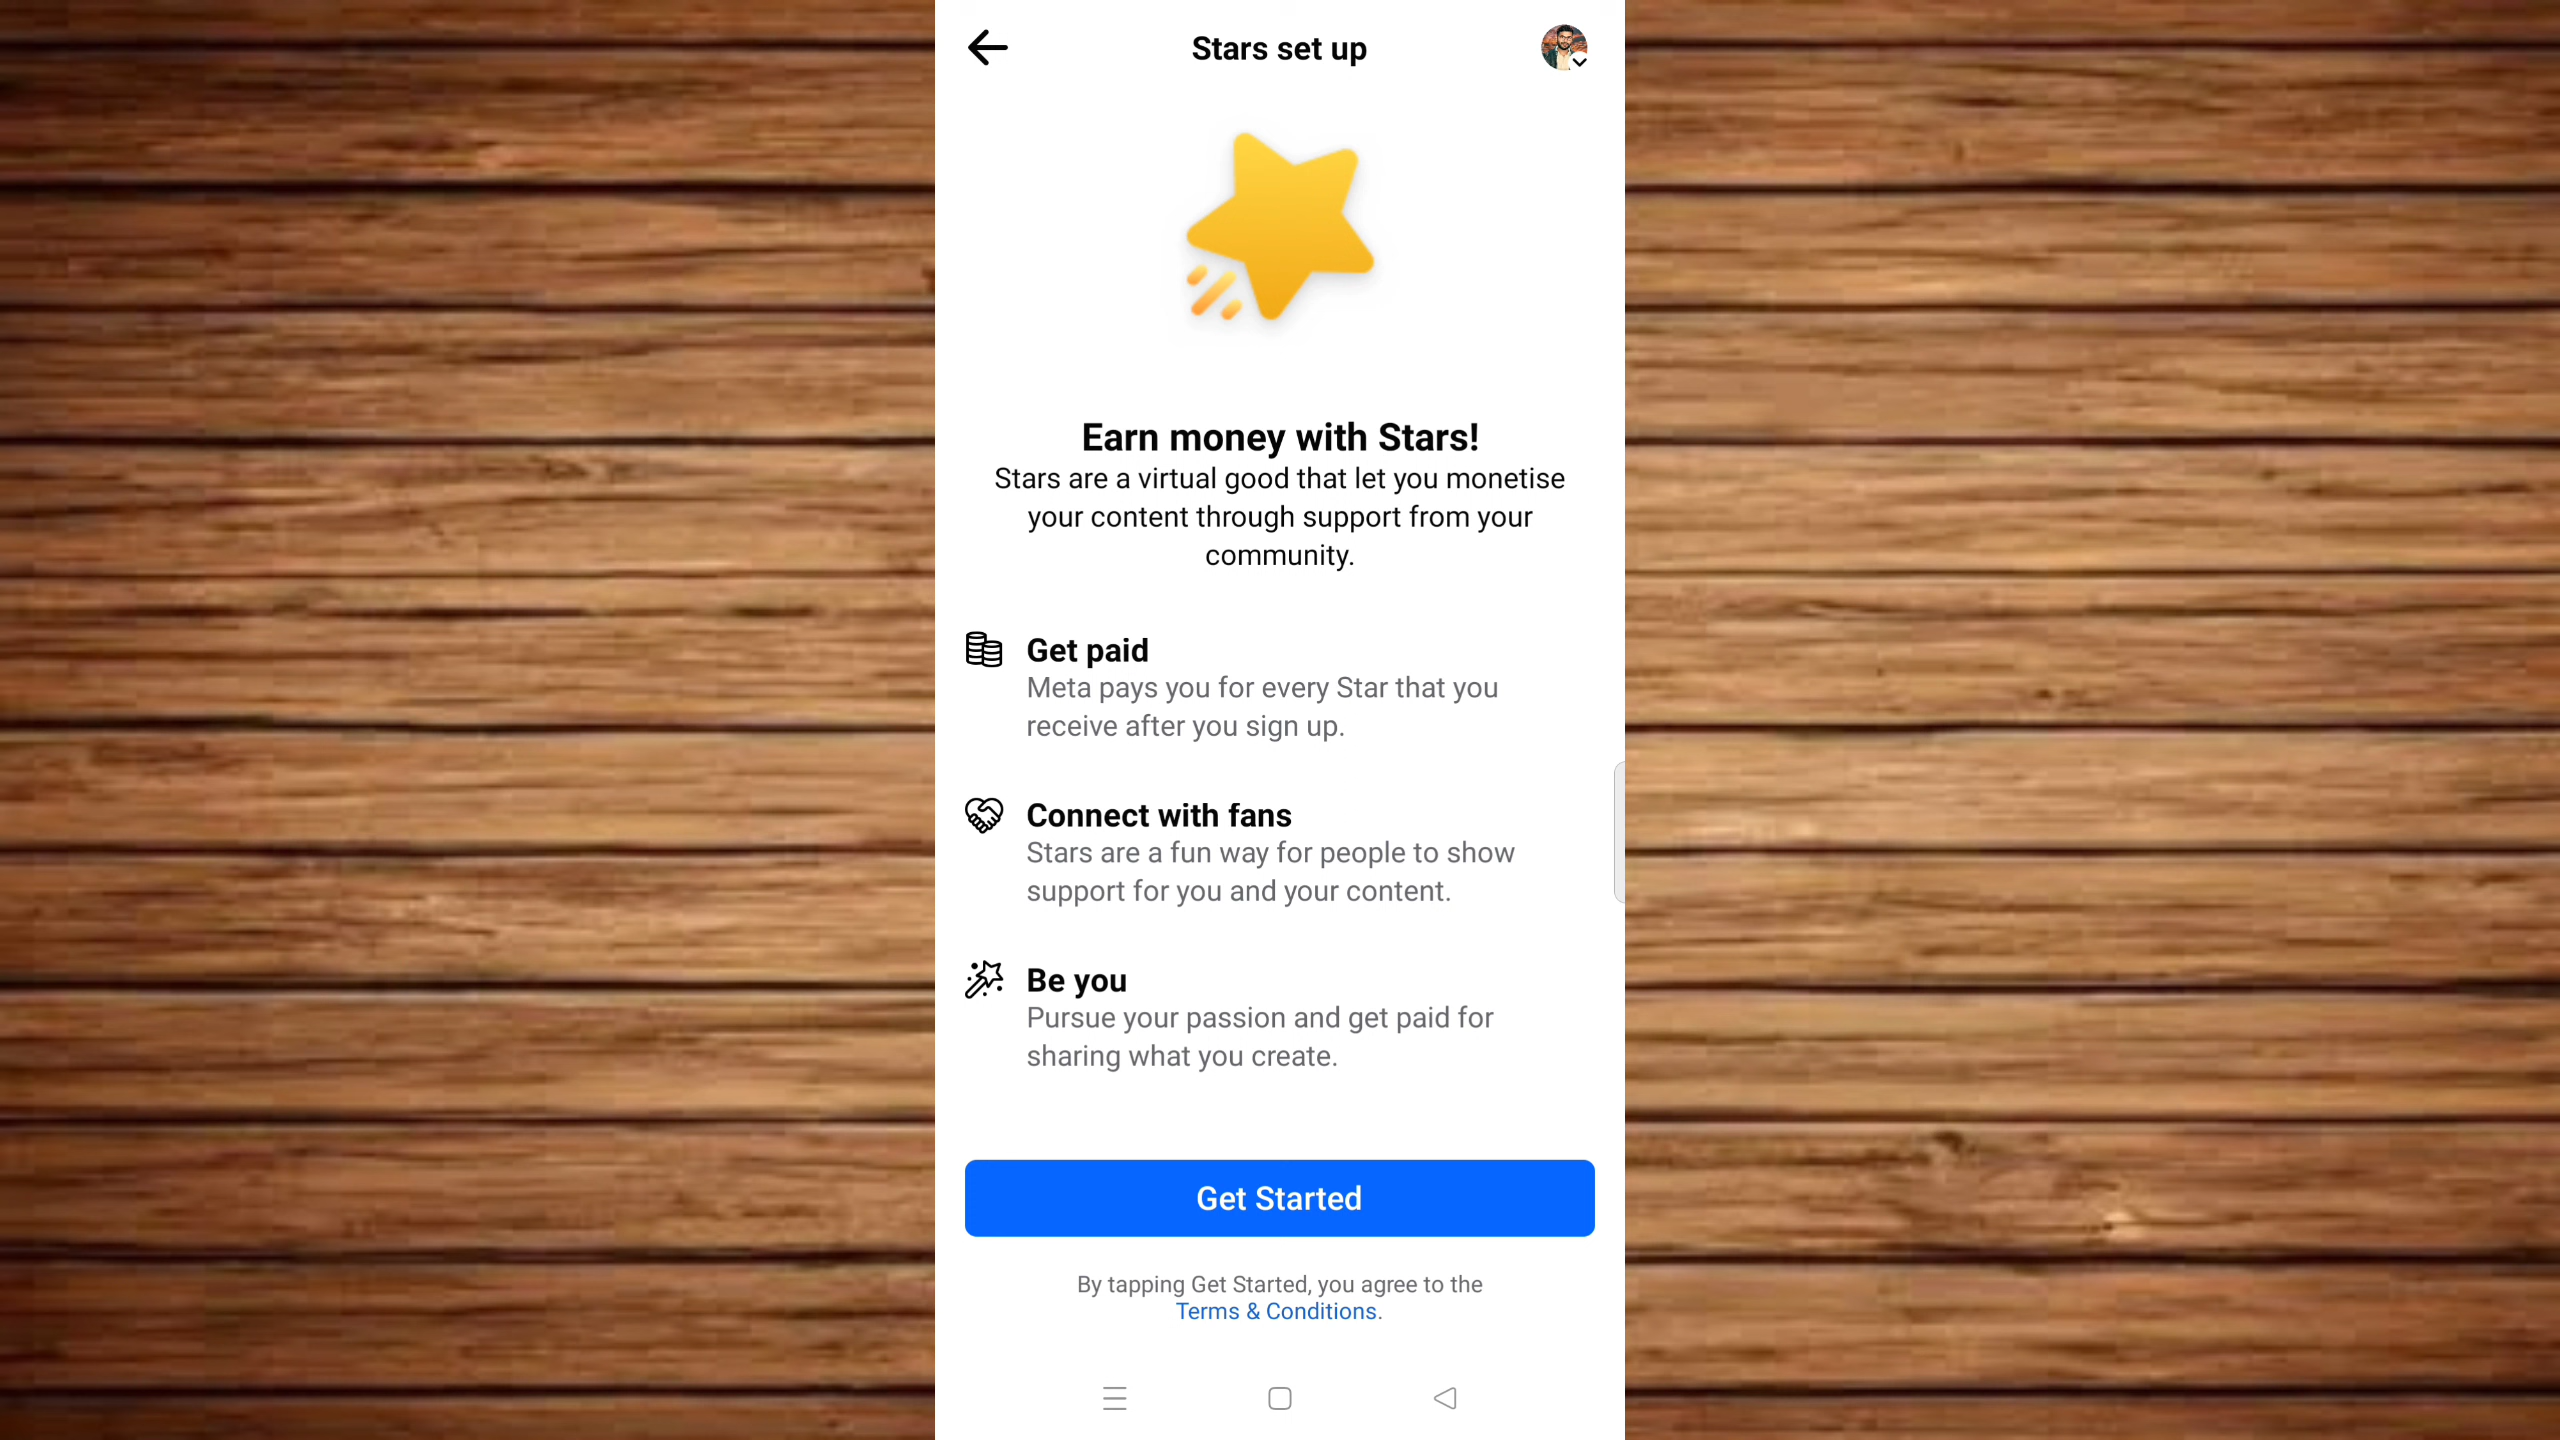 Stars set up
Earn money with Stars!
Stars are a virtual good that let you monetise
your content through support from your
community.
Get paid
Meta pays you for every Star that you
receive after you sign up.
Connect with fans
Stars are a fun way for people to show
support for you and your content.
Be you
Pursue your passion and get paid for
sharing what you create.
Get Started
By tapping Get Started, you agree to the
Terms & Conditions.